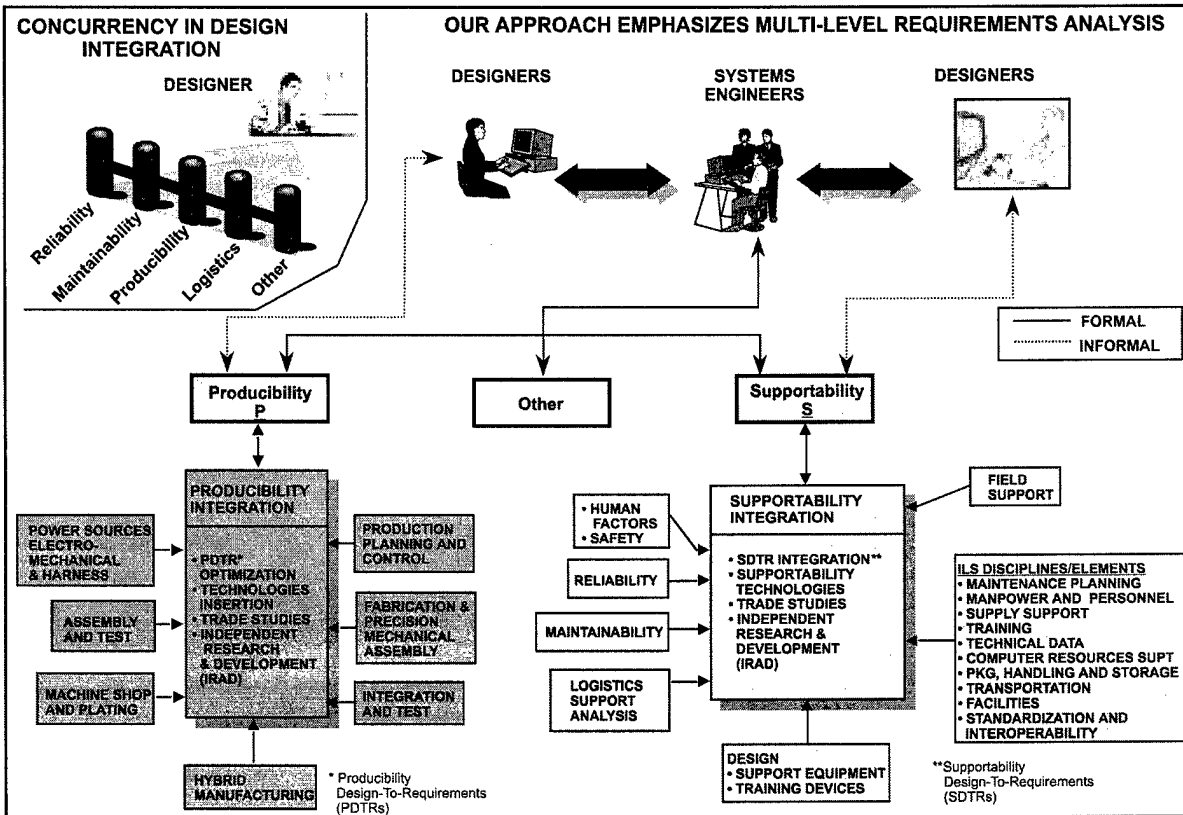 CONCURRENCY IN DESIGN
INTEGRATION
DESIGNER
Reliability
Maintainability
Producibility
Logistics
Other
OUR APPROACH EMPHASIZES MULTI-LEVEL REQUIREMENTS ANALYSIS
DESIGNERS
SYSTEMS
ENGINEERS
DESIGNERS
FORMAL
INFORMAL
Producibility
P
Other
Supportability
S
PRODUCIBILITY
INTEGRATION
• PDTR*
OPTIMIZATION
• TECHNOLOGIES
INSERTION
• TRADE STUDIES
• INDEPENDENT
RESEARCH
& DEVELOPMENT
(IRAD)
POWER SOURCES
ELECTRO-
MECHANICAL
& HARNESS
ASSEMBLY
AND TEST
MACHINE SHOP
AND PLATING
PRODUCTION
PLANNING AND
CONTROL
FABRICATION &
PRECISION
MECHANICAL
ASSEMBLY
INTEGRATION
AND TEST
HYBRID
MANUFACTURING
* Producibility
Design-To-Requirements
(PDTRs)
• HUMAN
FACTORS
• SAFETY
RELIABILITY
MAINTAINABILITY
LOGISTICS
SUPPORT
ANALYSIS
SUPPORTABILITY
INTEGRATION
• SDTR INTEGRATION**
• SUPPORTABILITY
TECHNOLOGIES
• TRADE STUDIES
• INDEPENDENT
RESEARCH &
DEVELOPMENT
(IRAD)
DESIGN
• SUPPORT EQUIPMENT
• TRAINING DEVICES
FIELD
SUPPORT
ILS DISCIPLINES/ELEMENTS
• MAINTENANCE PLANNING
• MANPOWER AND PERSONNEL
• SUPPLY SUPPORT
• TRAINING
• TECHNICAL DATA
• COMPUTER RESOURCES SUPT
• PKG, HANDLING AND STORAGE
• TRANSPORTATION
• FACILITIES
• STANDARDIZATION AND
INTEROPERABILITY
**Supportability
Design-To-Requirements
(SDTRs)